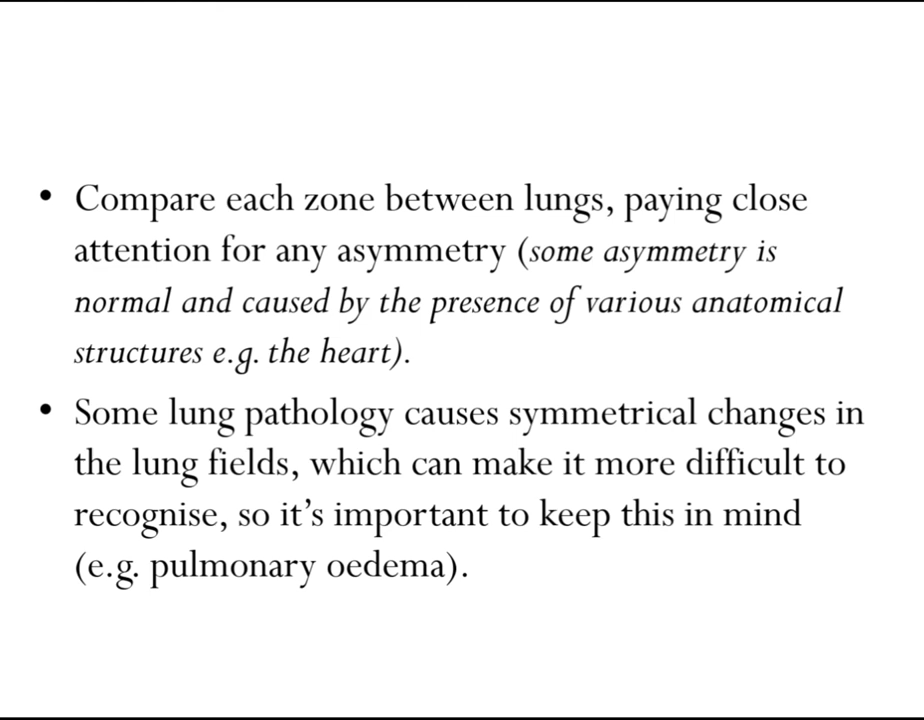 • Compare each zone between lungs, paying close
attention for any asymmetry (some asymmetry is
normal and caused by the presence of various anatomical
structures e.g. the heart).
• Some lung pathology causes symmetrical changes in
the lung fields, which can make it more difficult to
recognise, so it’s important to keep this in mind
(e.g. pulmonary oedema).